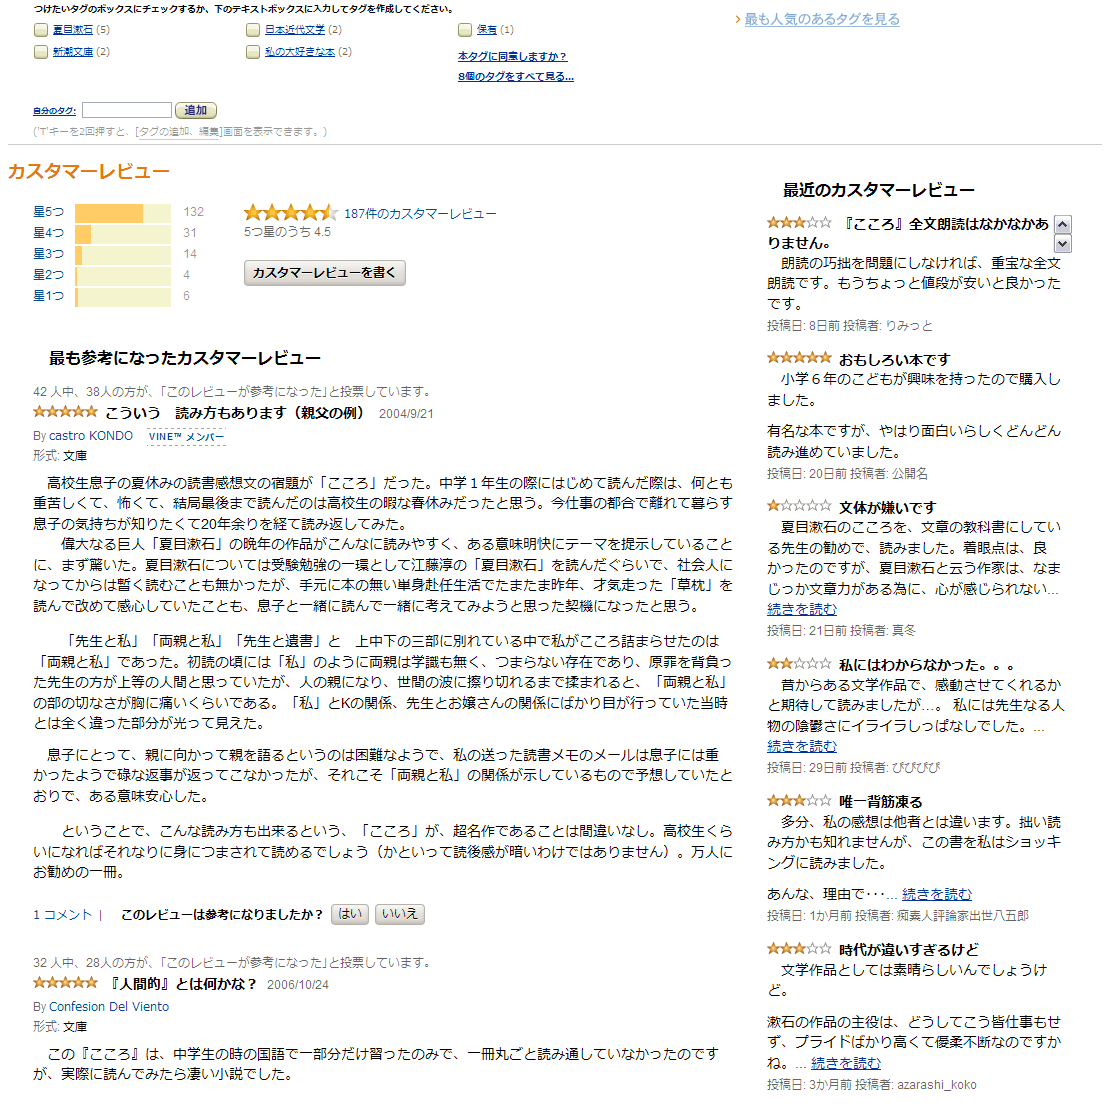 つけたいタグのボックスにチェックするか、下のテキストボックスに入力してタグを作成してください。
夏目漱石 (5)
日本近代文学 (2)
保有 (1)
新潮文庫 (2)
私の大好きな本 (2)
本タグに同意しますか？
8個のタグをすべて見る...
› 最も人気のあるタグを見る
自分のタグ:
追加
('T'キーを2回押すと、[タグの追加、編集]画面を表示できます。)
カスタマーレビュー
星5つ 132
星4つ 31
星3つ 14
星2つ 4
星1つ 6
187件のカスタマーレビュー
5つ星のうち 4.5
カスタマーレビューを書く
最も参考になったカスタマーレビュー
42 人中、38人の方が、「このレビューが参考になった」と投票しています。
こういう　読み方もあります（親父の例） 2004/9/21
By castro KONDO VINE™ メンバー
形式: 文庫
高校生息子の夏休みの読書感想文の宿題が「こころ」だった。中学１年生の際にはじめて読んだ際は、何とも
重苦しくて、怖くて、結局最後まで読んだのは高校生の暇な春休みだったと思う。今仕事の都合で離れて暮らす
息子の気持ちが知りたくて20年余りを経て読み返してみた。
偉大なる巨人「夏目漱石」の晩年の作品がこんなに読みやすく、ある意味明快にテーマを提示していること
に、まず驚いた。夏目漱石については受験勉強の一環として江藤淳の「夏目漱石」を読んだぐらいで、社会人に
なってからは暫く読むことも無かったが、手元に本の無い単身赴任生活でたまたま昨年、才気走った「草枕」を
読んで改めて感心していたことも、息子と一緒に読んで一緒に考えてみようと思った契機になったと思う。
「先生と私」「両親と私」「先生と遺書」と　上中下の三部に別れている中で私がこころ詰まらせたのは
「両親と私」であった。初読の頃には「私」のように両親は学識も無く、つまらない存在であり、原罪を背負っ
た先生の方が上等の人間と思っていたが、人の親になり、世間の波に擦り切れるまで揉まれると、「両親と私」
の部の切なさが胸に痛いくらいである。「私」とKの関係、先生とお嬢さんの関係にばかり目が行っていた当時
とは全く違った部分が光って見えた。
息子にとって、親に向かって親を語るというのは困難なようで、私の送った読書メモのメールは息子には重
かったようで碌な返事が返ってこなかったが、それこそ「両親と私」の関係が示しているもので予想していたと
おりで、ある意味安心した。
ということで、こんな読み方も出来るという、「こころ」が、超名作であることは間違いなし。高校生くら
いになればそれなりに身につまされて読めるでしょう（かといって読後感が暗いわけではありません）。万人に
お勧めの一冊。
1 コメント | このレビューは参考になりましたか？ はい いいえ
32 人中、28人の方が、「このレビューが参考になった」と投票しています。
『人間的』とは何かな？ 2006/10/24
By Confesion Del Viento
形式: 文庫
この『こころ』は、中学生の時の国語で一部分だけ習ったのみで、一冊丸ごと読み通していなかったのです
が、実際に読んでみたら凄い小説でした。
最近のカスタマーレビュー
『こころ』全文朗読はなかなかあ
りません。
朗読の巧拙を問題にしなければ、重宝な全文
朗読です。もうちょっと値段が安いと良かった
です。
投稿日: 8日前 投稿者: りみっと
おもしろい本です
小学６年のこどもが興味を持ったので購入し
ました。
有名な本ですが、やはり面白いらしくどんどん
読み進めていました。
投稿日: 20日前 投稿者: 公開名
文体が嫌いです
夏目漱石のこころを、文章の教科書にしてい
る先生の勧めで、読みました。着眼点は、良
かったのですが、夏目漱石と云う作家は、なま
じっか文章力がある為に、心が感じられない...
続きを読む
投稿日: 21日前 投稿者: 真冬
私にはわからなかった。。。
昔からある文学作品で、感動させてくれるか
と期待して読みましたが...。 私には先生なる人
物の陰鬱さにイライラしっぱなしでした。...
続きを読む
投稿日: 29日前 投稿者: ぴぴぴぴ
唯一背筋凍る
多分、私の感想は他者とは違います。拙い読
み方かも知れませんが、この書を私はショッキ
ングに読みました。
あんな、理由で･･･... 続きを読む
投稿日: 1か月前 投稿者: 痴素人評論家出世八五郎
時代が違いすぎるけど
文学作品としては素晴らしいんでしょうけ
ど。
漱石の作品の主役は、どうしてこう皆仕事もせ
ず、プライドばかり高くて優柔不断なのですか
ね。... 続きを読む
投稿日: 3か月前 投稿者: azarashi_koko